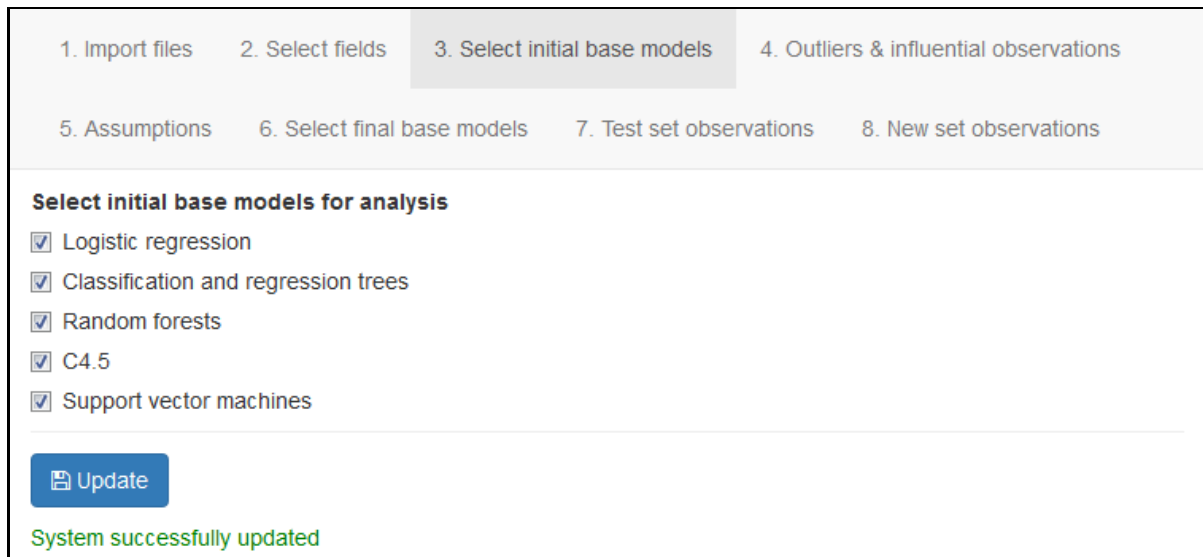 1. Import files 2. Select fields 3. Select initial base models 4. Outliers & influential observations
5. Assumptions 6. Select final base models 7. Test set observations 8. New set observations
Select initial base models for analysis
Logistic regression
Classification and regression trees
Random forests
C4.5
Support vector machines
Update
System successfully updated